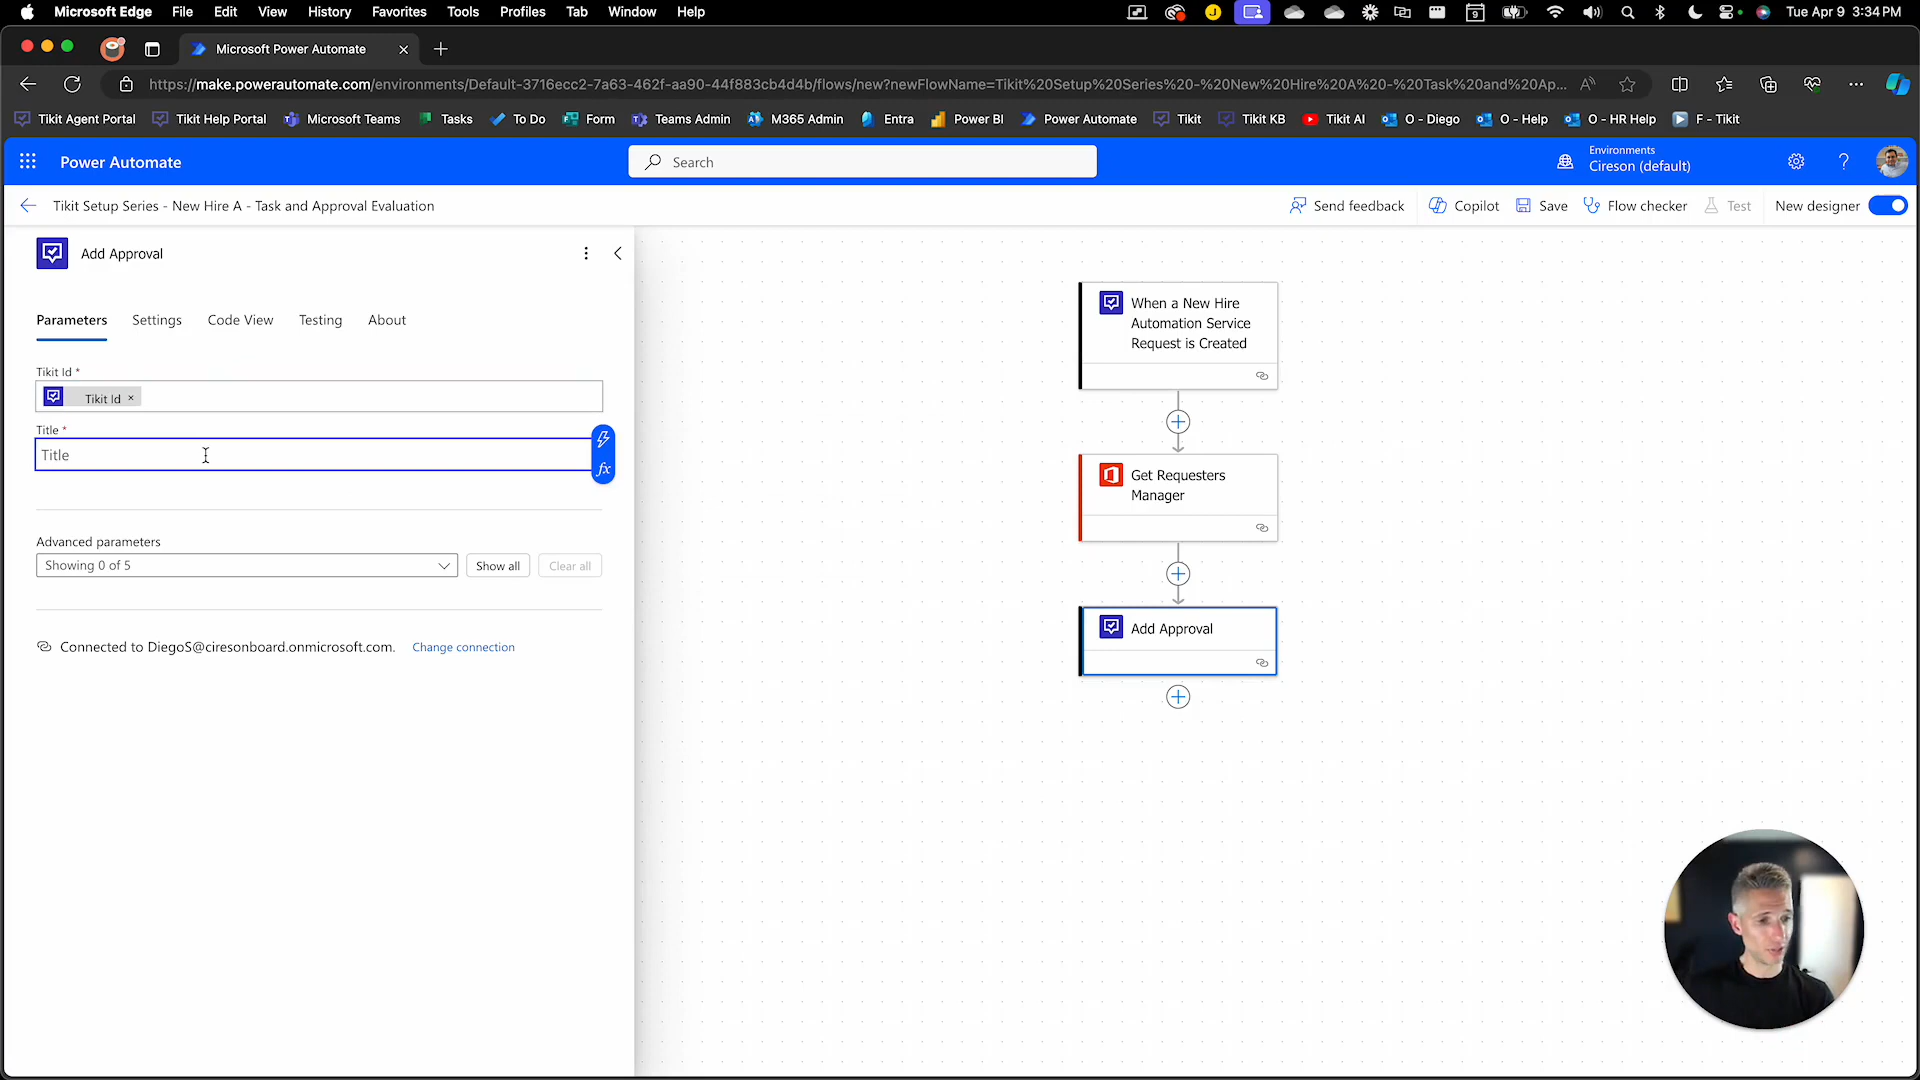 Microsoft Edge File Edit View History Favorites Tools Profiles Tab Window Help
9
Tue Apr 9 3:34 PM
Microsoft Power Automate
https://make.powerautomate.com/environments/Default-3716ecc2-7a63-462f-aa90-44f883cb4d4b/flows/new?newFlowName=Tikit%20Setup%20Series%20-%20New%20Hire%20A%20-%20Task%20and%20Ap...
Tikit Agent Portal Tikit Help Portal Microsoft Teams Tasks To Do Form Teams Admin M365 Admin Entra Power BI Power Automate Tikit Tikit KB Tikit AI O - Diego O - Help O - HR Help F - Tikit
Power Automate
Search
Environments
Cireson (default)
Tikit Setup Series - New Hire A - Task and Approval Evaluation
Send feedback Copilot Save Flow checker Test New designer
Add Approval
Parameters Settings Code View Testing About
Tikit Id *
Tikit Id ×
Title *
Title
fx
Advanced parameters
Showing 0 of 5
Show all
Clear all
Connected to DiegoS@ciresonboard.onmicrosoft.com. Change connection
When a New Hire
Automation Service
Request is Created
Get Requesters
Manager
Add Approval